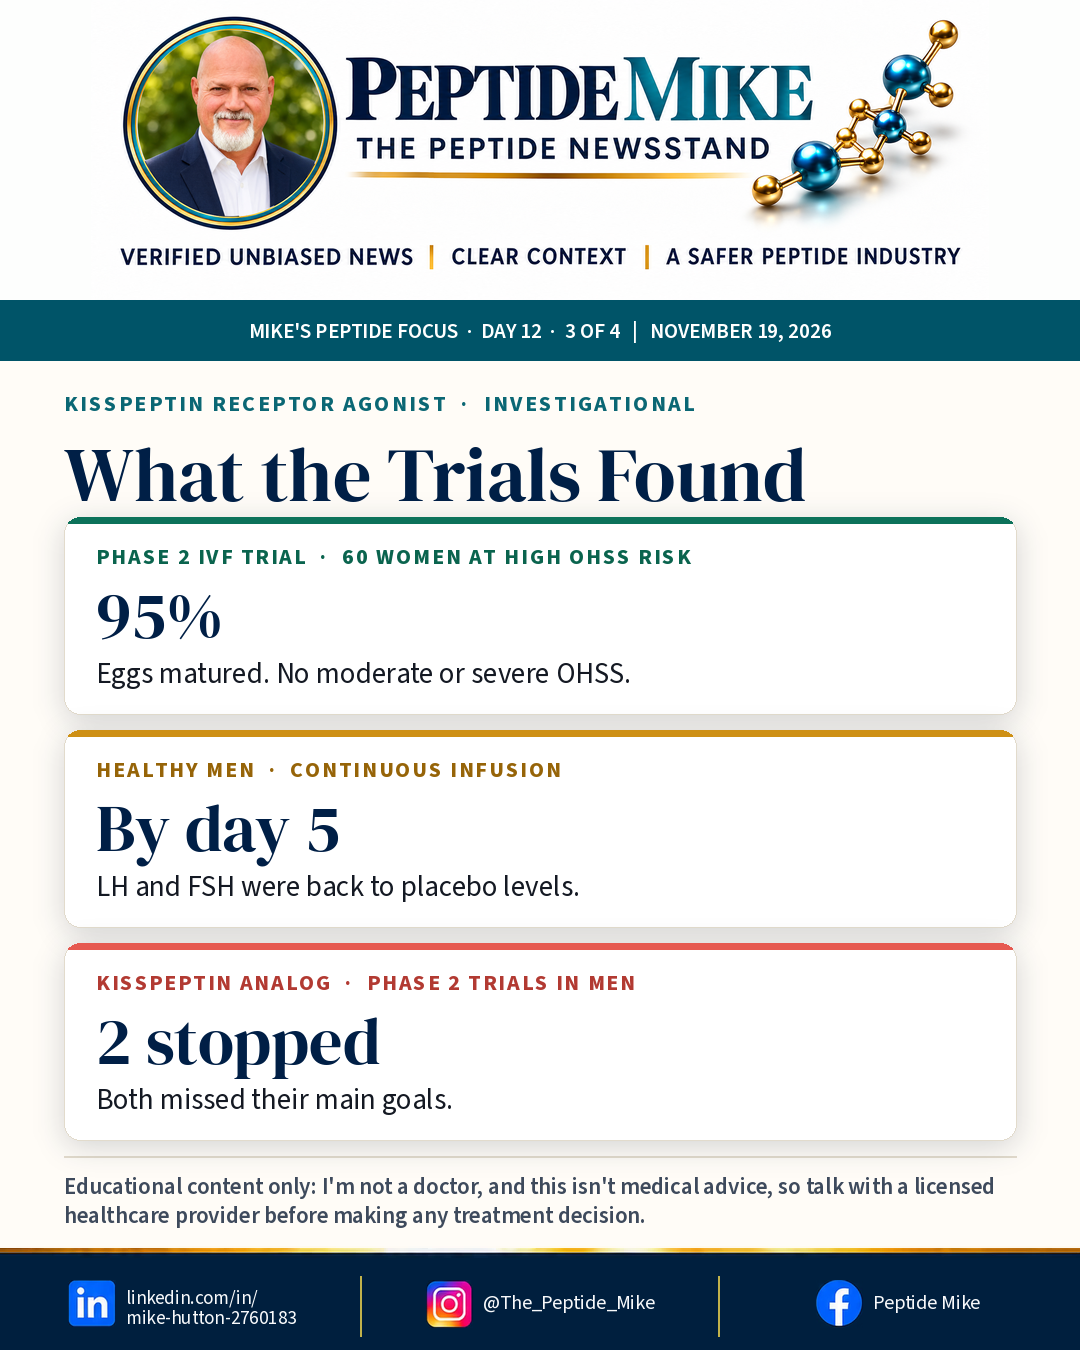 PEPTIDEMIKE
THE PEPTIDE NEWSSTAND
VERIFIED UNBIASED NEWS | CLEAR CONTEXT | A SAFER PEPTIDE INDUSTRY
MIKE'S PEPTIDE FOCUS · DAY 12 · 3 OF 4 | NOVEMBER 19, 2026
KISSPEPTIN RECEPTOR AGONIST · INVESTIGATIONAL
What the Trials Found
PHASE 2 IVF TRIAL · 60 WOMEN AT HIGH OHSS RISK
95%
Eggs matured. No moderate or severe OHSS.
HEALTHY MEN · CONTINUOUS INFUSION
By day 5
LH and FSH were back to placebo levels.
KISSPEPTIN ANALOG · PHASE 2 TRIALS IN MEN
2 stopped
Both missed their main goals.
Educational content only: I'm not a doctor, and this isn't medical advice, so talk with a licensed
healthcare provider before making any treatment decision.
linkedin.com/in/
mike-hutton-2760183
@The_Peptide_Mike
Peptide Mike